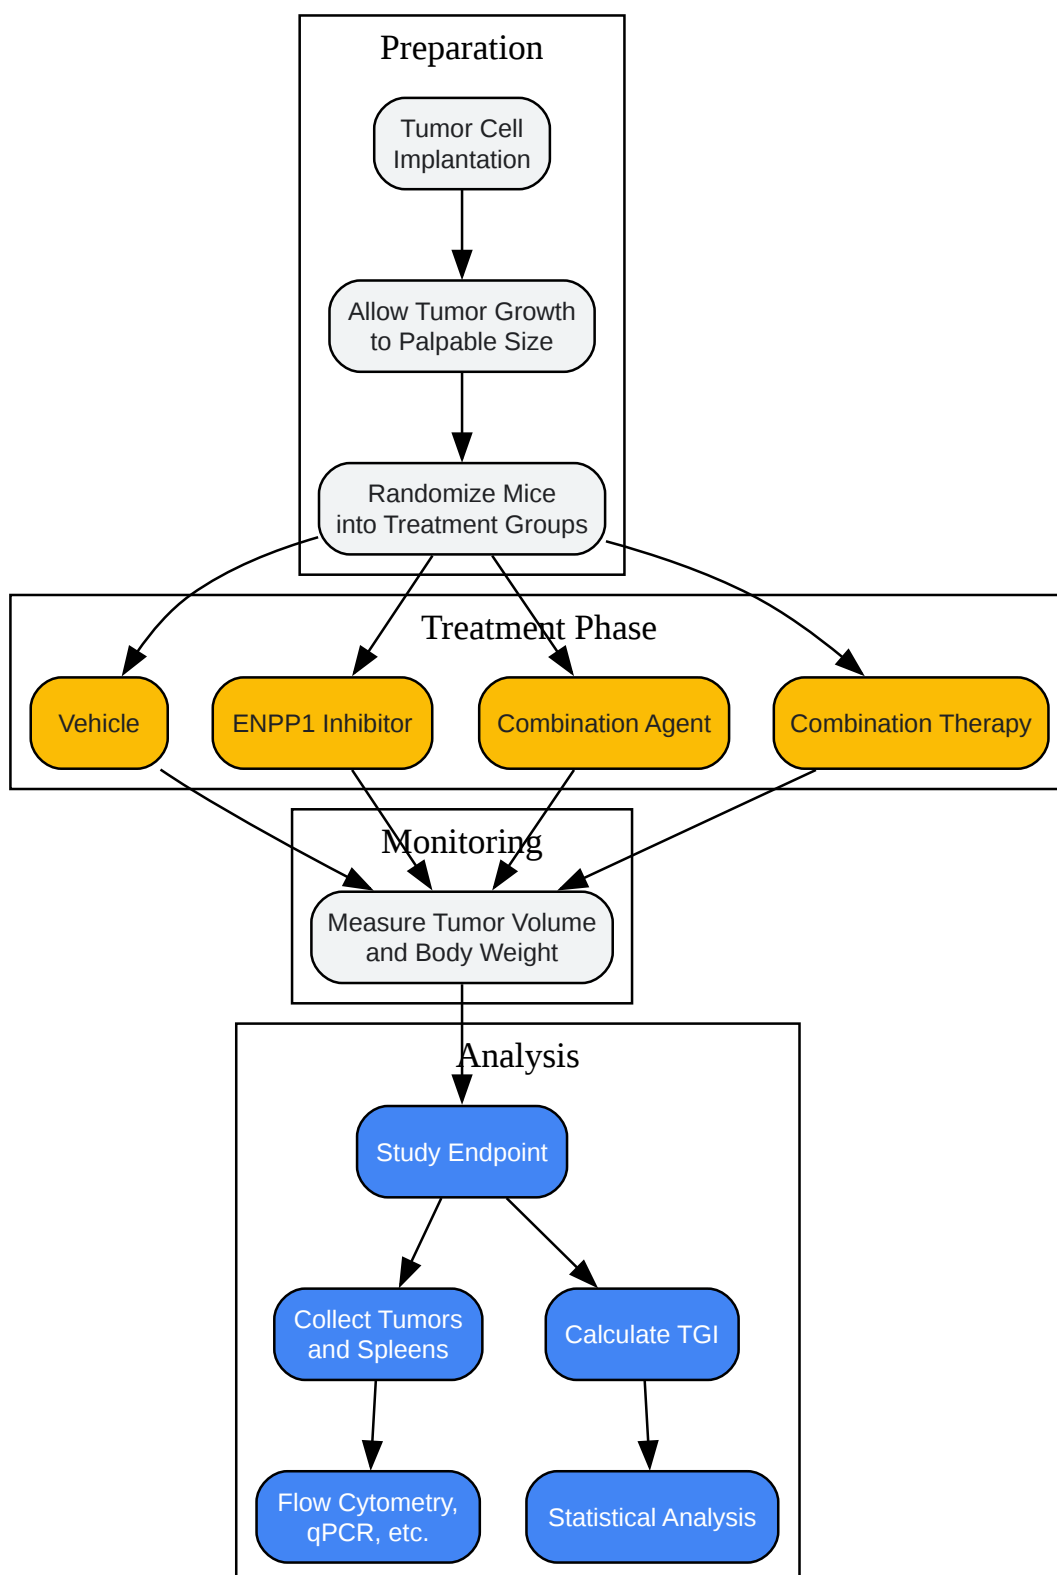 Preparation
Tumor Cell
Implantation
Allow Tumor Growth
to Palpable Size
Randomize Mice
into Treatment Groups
Treatment Phase
Vehicle
ENPP1 Inhibitor
Combination Agent
Combination Therapy
Monitoring
Measure Tumor Volume
and Body Weight
Analysis
Study Endpoint
Collect Tumors
and Spleens
Calculate TGI
Flow Cytometry,
qPCR, etc.
Statistical Analysis